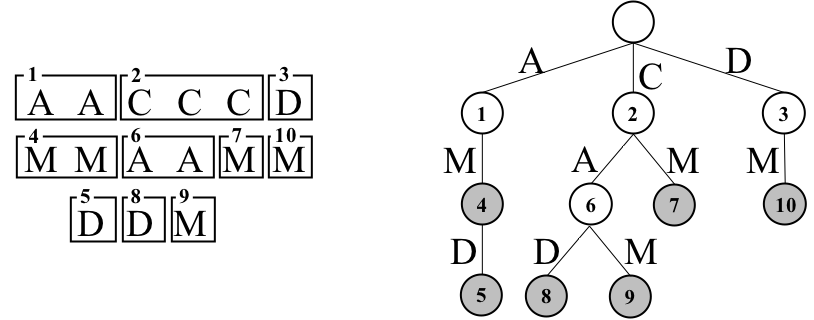 1 2 3
A A C C C D
4 6 7 10
M M A A M M
5 8 9
D D M
A C D
1 2 3
M A M M
4 6 7 10
D D M
5 8 9